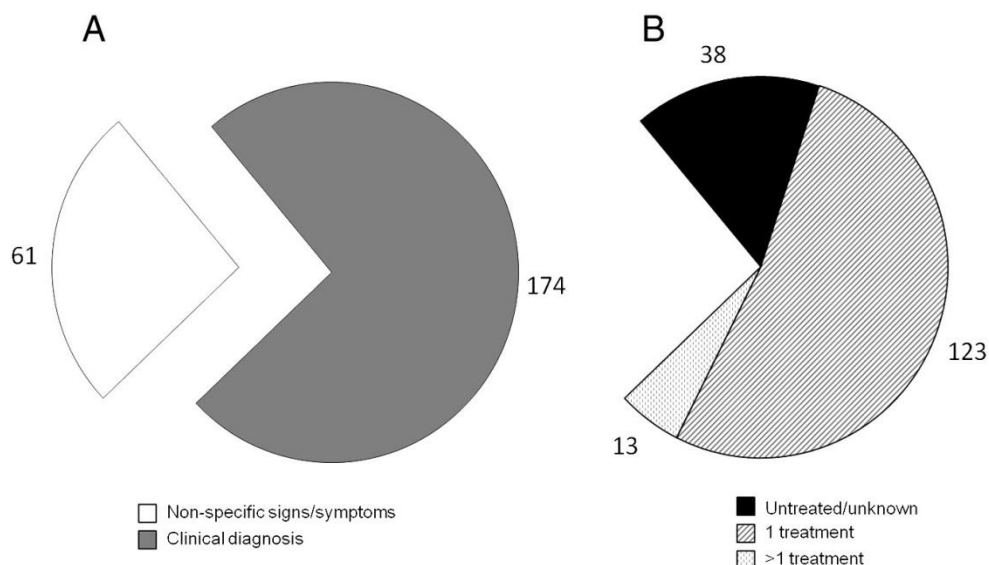 A
61
174
Non-specific signs/symptoms
Clinical diagnosis
B
38
123
13
Untreated/unknown
1 treatment
>1 treatment